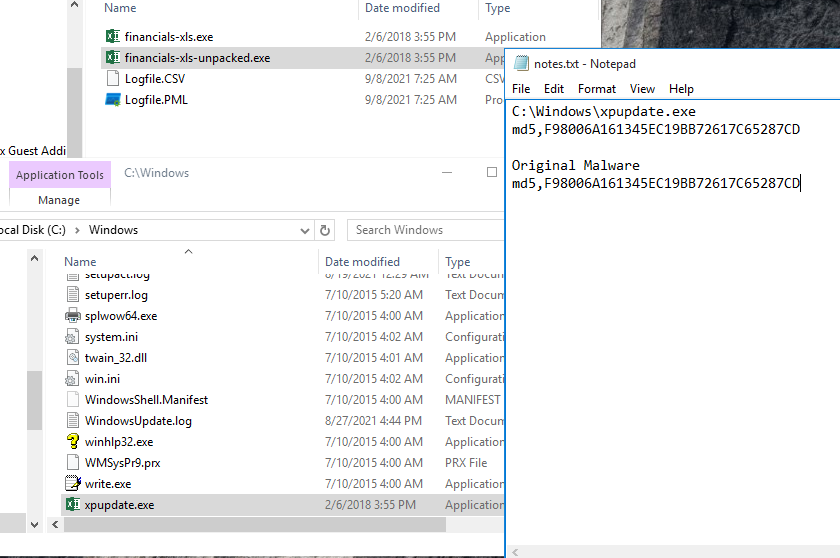 Name Date modified Type
financials-xls.exe 2/6/2018 3:55 PM Application
financials-xls-unpacked.exe 2/6/2018 3:55 PM Application
Logfile.CSV 9/8/2021 7:25 AM CSV
Logfile.PML 9/8/2021 7:25 AM Pro
x Guest Addi
Application Tools C:\Windows
Manage
ocal Disk (C:) Windows Search Windows
Name Date modified Type
setupact.log 8/19/2021 12:29 AM Text Docum
setuperr.log 7/10/2015 5:20 AM Text Docum
splwow64.exe 7/10/2015 4:00 AM Application
system.ini 7/10/2015 4:02 AM Configurati
twain_32.dll 7/10/2015 4:01 AM Application
win.ini 7/10/2015 4:02 AM Configurati
WindowsShell.Manifest 7/10/2015 4:00 AM MANIFEST
WindowsUpdate.log 8/27/2021 4:44 PM Text Docum
winhlp32.exe 7/10/2015 4:00 AM Application
WMSysPr9.prx 7/10/2015 4:00 AM PRX File
write.exe 7/10/2015 4:00 AM Application
xpupdate.exe 2/6/2018 3:55 PM Application
notes.txt - Notepad
File Edit Format View Help
C:\Windows\xpupdate.exe
md5,F98006A161345EC19BB72617C65287CD
Original Malware
md5,F98006A161345EC19BB72617C65287CD